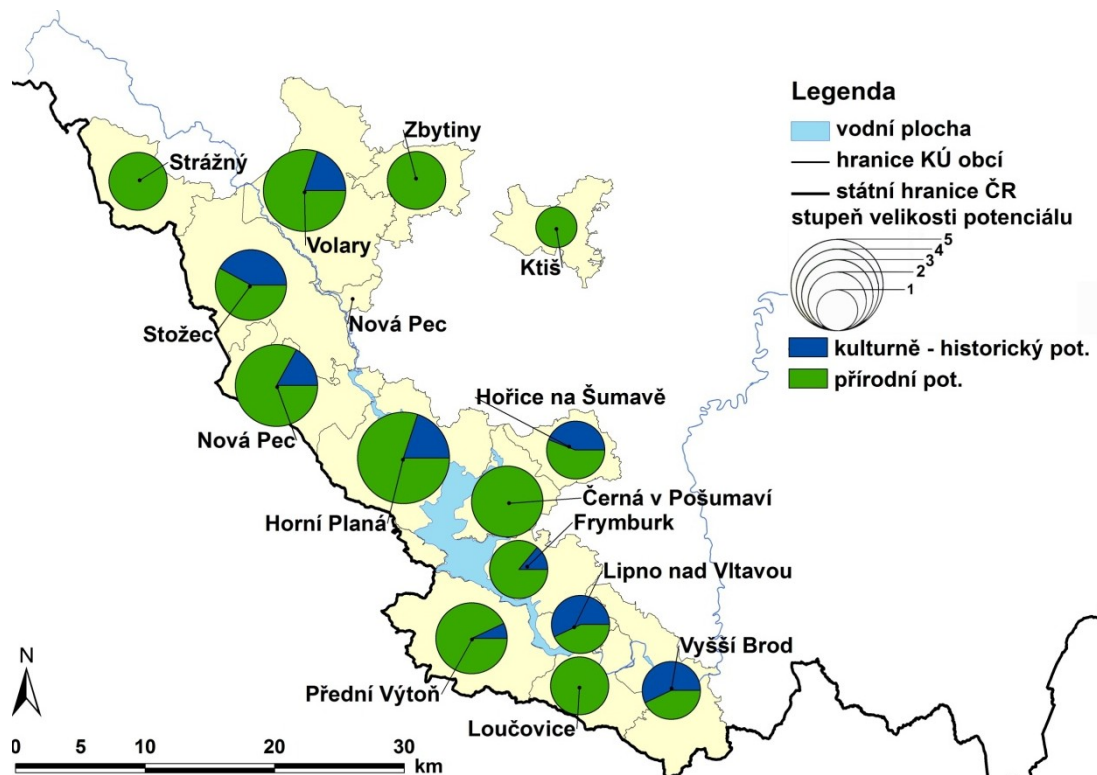 Zbytiny
Strážný
Volary
Ktiš
Stožec
Nová Pec
Hořice na Šumavě
Nová Pec
Horní Planá
Černá v Pošumaví
Frymburk
Lipno nad Vltavou
Vyšší Brod
Přední Výtoň
Loučovice
Legenda
vodní plocha
hranice KÚ obcí
státní hranice ČR
stupeň velikosti potenciálu
5
4
3
2
1
kulturně - historický pot.
přírodní pot.
N
0 5 10 20 30
km